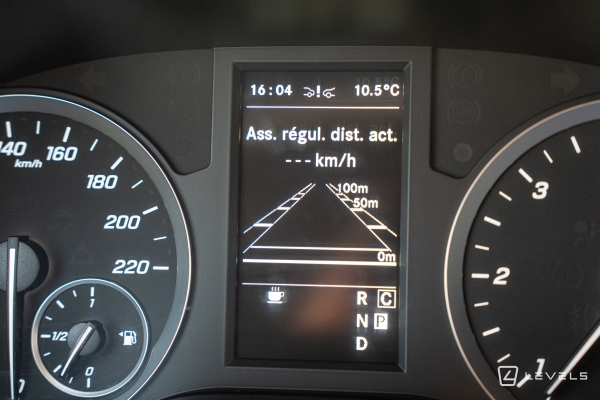 16:04 10.5°C
Ass. régul. dist. act.
--- km/h
100m
50m
0m
R C
N P
D
140
km/h
160
180
200
220
1
1/2
0
0
3
2
1
LEVELS